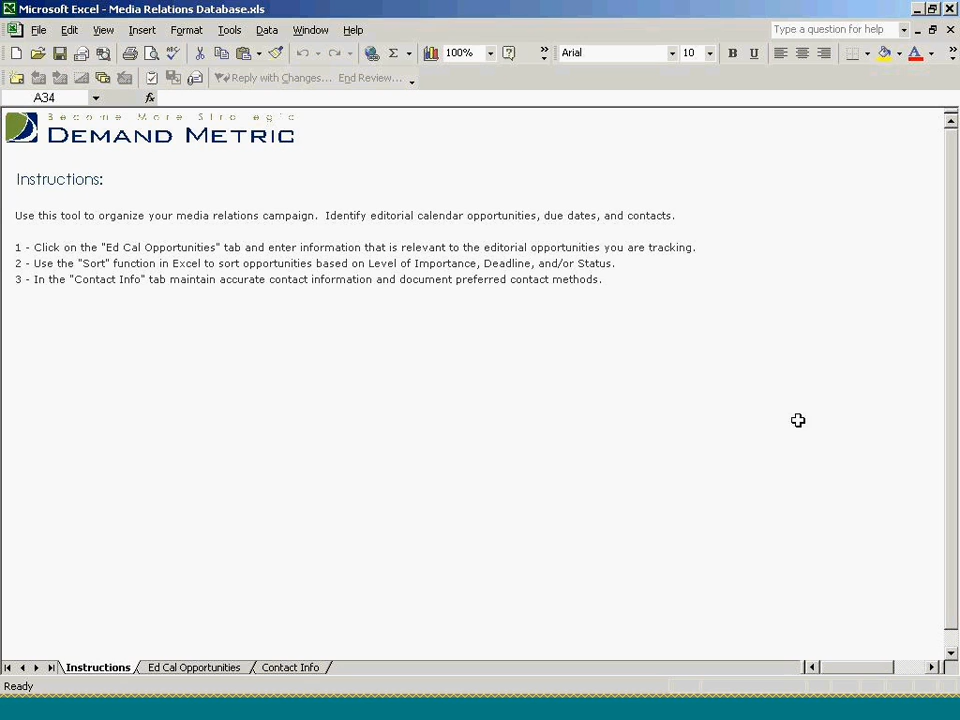 Microsoft Excel - Media Relations Database.xls
File Edit View Insert Format Tools Data Window Help
Type a question for help
100%
Arial
10
B U
Reply with Changes... End Review...
A34
fx
Become More Strategic
DEMAND METRIC
Instructions:
Use this tool to organize your media relations campaign. Identify editorial calendar opportunities, due dates, and contacts.
1 - Click on the "Ed Cal Opportunities" tab and enter information that is relevant to the editorial opportunities you are tracking.
2 - Use the "Sort" function in Excel to sort opportunities based on Level of Importance, Deadline, and/or Status.
3 - In the "Contact Info" tab maintain accurate contact information and document preferred contact methods.
Instructions Ed Cal Opportunities Contact Info
Ready